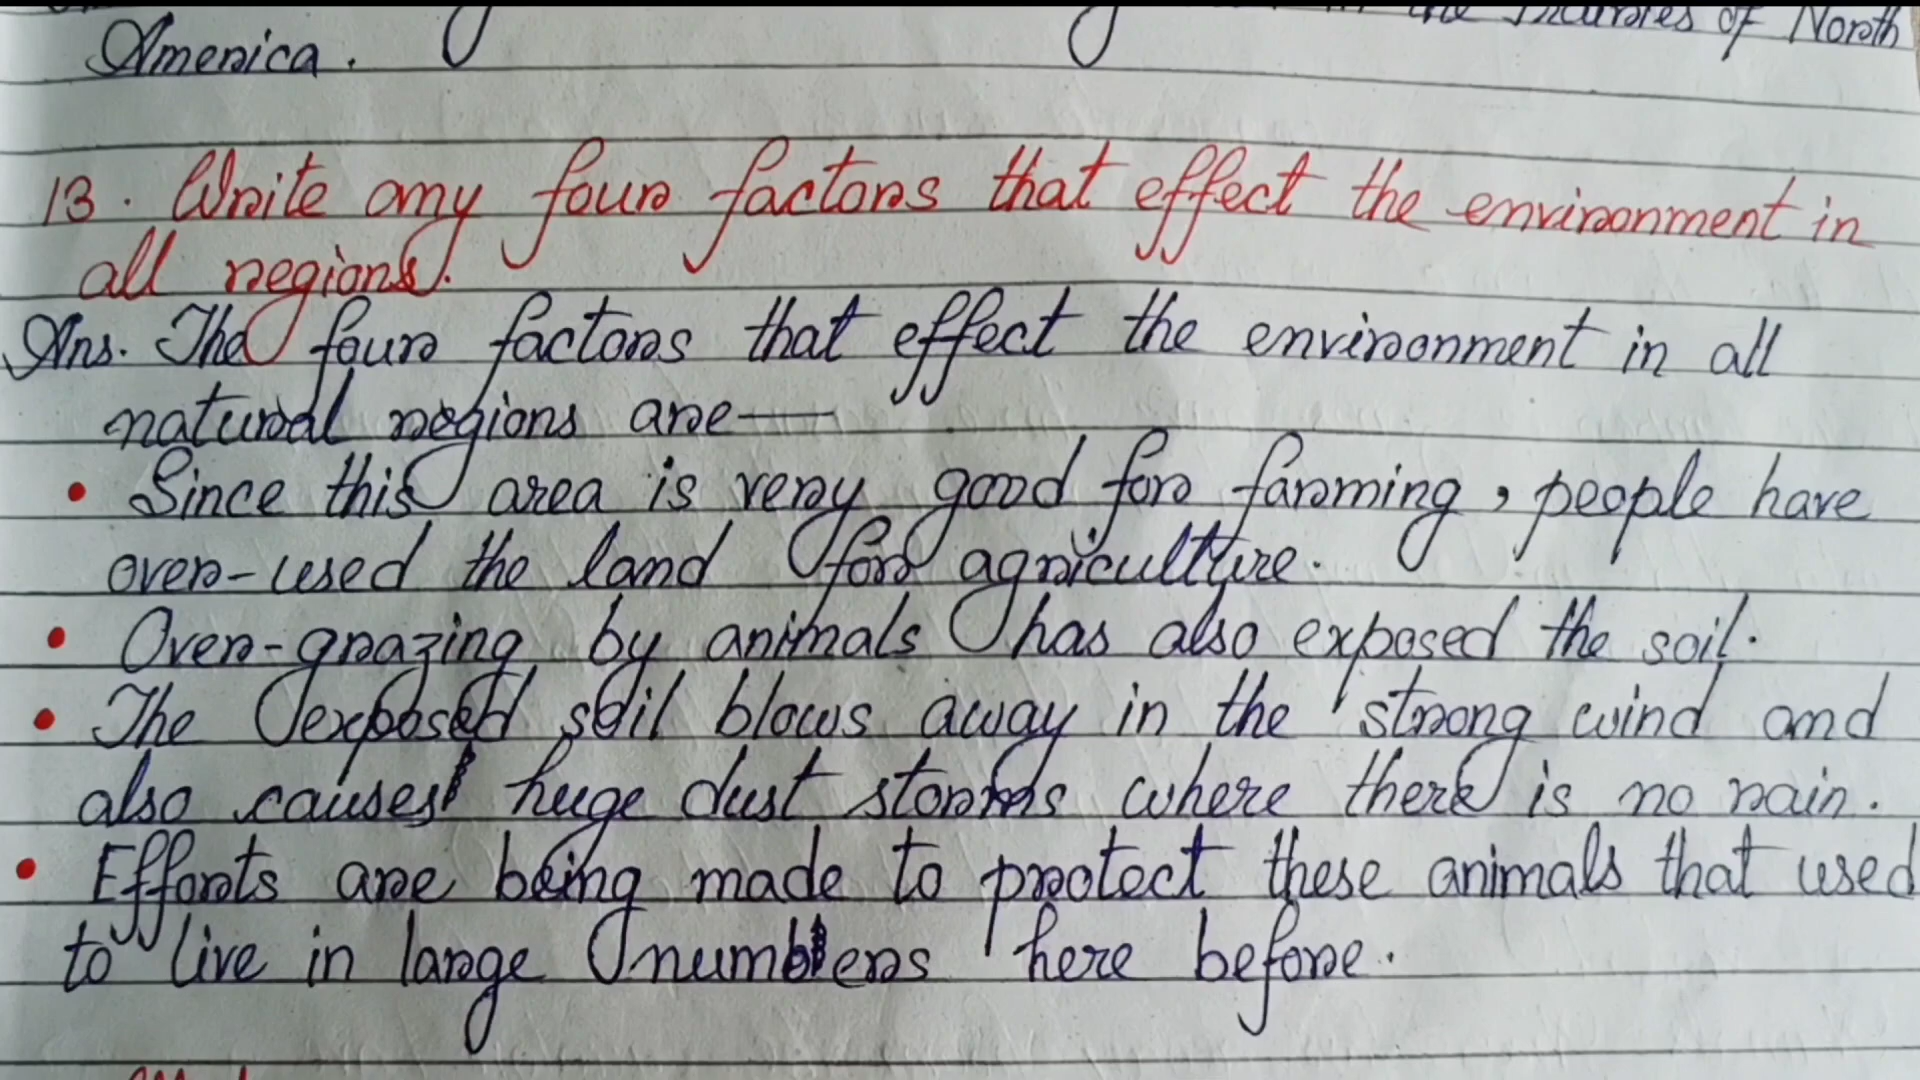 the Prairies of North
America.
13. Write any four factors that effect the environment in
all regions.
Ans. The four factors that effect the environment in all
natural regions are—
• Since this area is very good for farming, people have
over-used the land for agriculture.
• Over-grazing by animals has also exposed the soil.
• The exposed soil blows away in the strong wind and
also causes huge dust storms where there is no rain.
• Efforts are being made to protect these animals that used
to live in large numbers here before.